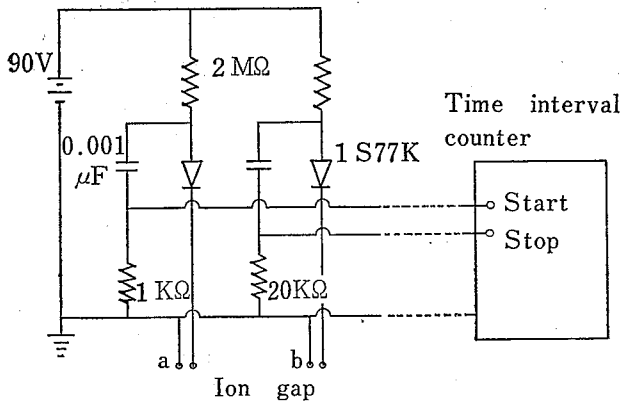 90V
2 MΩ
Time interval
counter
0.001
μF
1 S77K
Start
Stop
1 KΩ
20KΩ
a
b
Ion gap